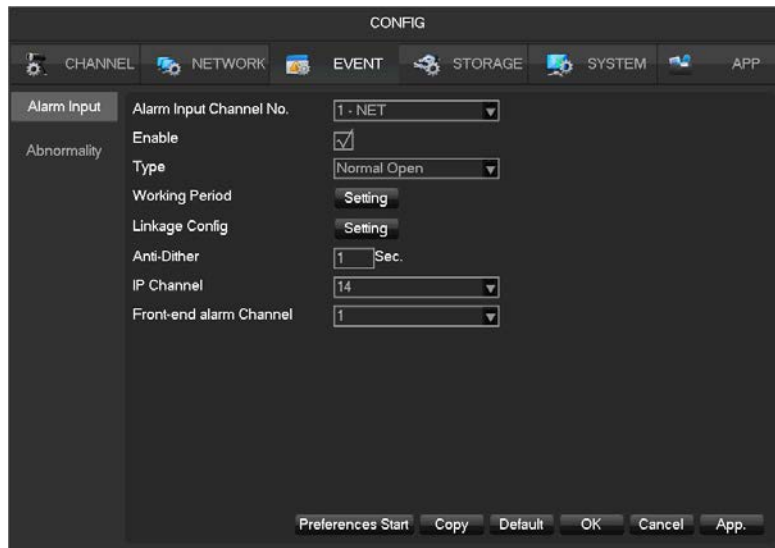 CONFIG
CHANNEL NETWORK EVENT STORAGE SYSTEM APP
Alarm Input
Abnormality
Alarm Input Channel No. 1 - NET
Enable
Type Normal Open
Working Period Setting
Linkage Config Setting
Anti-Dither 1 Sec.
IP Channel 14
Front-end alarm Channel 1
Preferences Start Copy Default OK Cancel App.